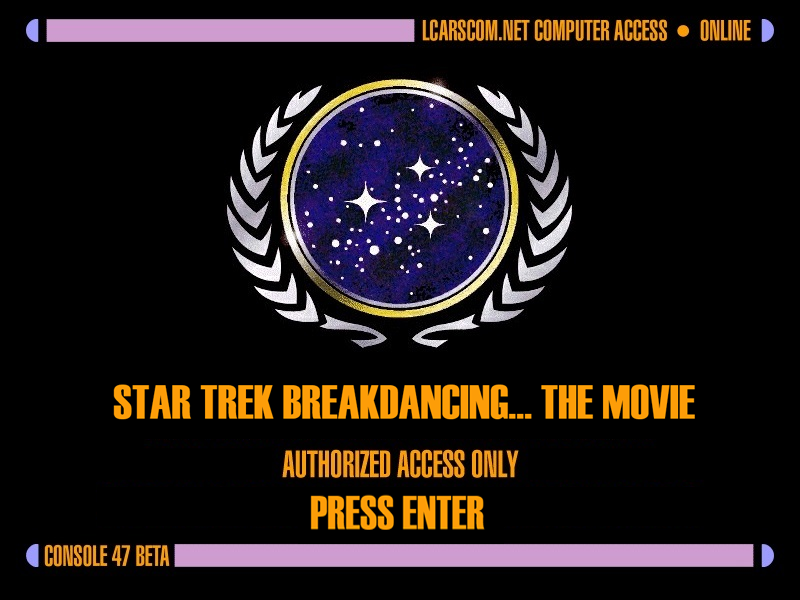 LCARSCOM.NET COMPUTER ACCESS • ONLINE
STAR TREK BREAKDANCING... THE MOVIE
AUTHORIZED ACCESS ONLY
PRESS ENTER
CONSOLE 47 BETA